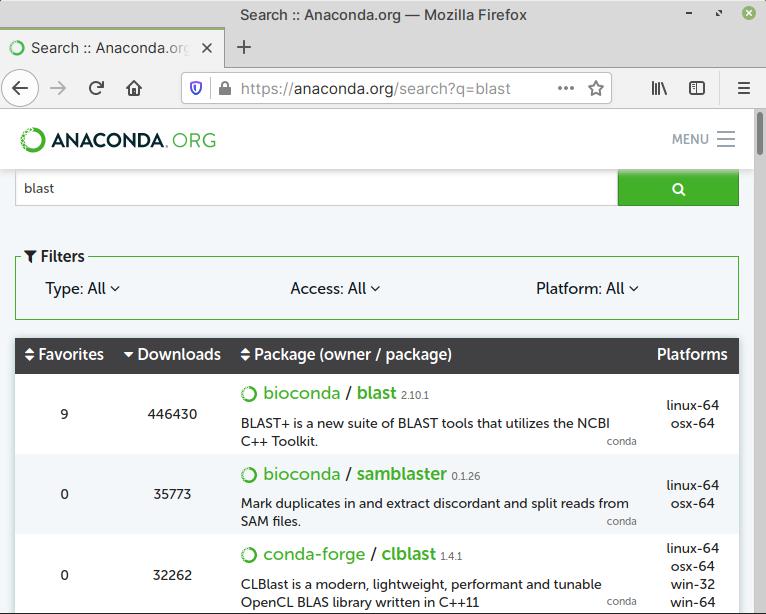 Search :: Anaconda.org — Mozilla Firefox
Search :: Anaconda.org
https://anaconda.org/search?q=blast
ANACONDA.ORG
MENU
blast
Filters
Type: All
Access: All
Platform: All
Favorites Downloads Package (owner / package) Platforms
9 446430 bioconda / blast 2.10.1
BLAST+ is a new suite of BLAST tools that utilizes the NCBI
C++ Toolkit.
conda
linux-64
osx-64
0 35773 bioconda / samblaster 0.1.26
Mark duplicates in and extract discordant and split reads from
SAM files.
conda
linux-64
osx-64
0 32262 conda-forge / clblast 1.4.1
CLBlast is a modern, lightweight, performant and tunable
OpenCL BLAS library written in C++11
conda
linux-64
osx-64
win-32
win-64